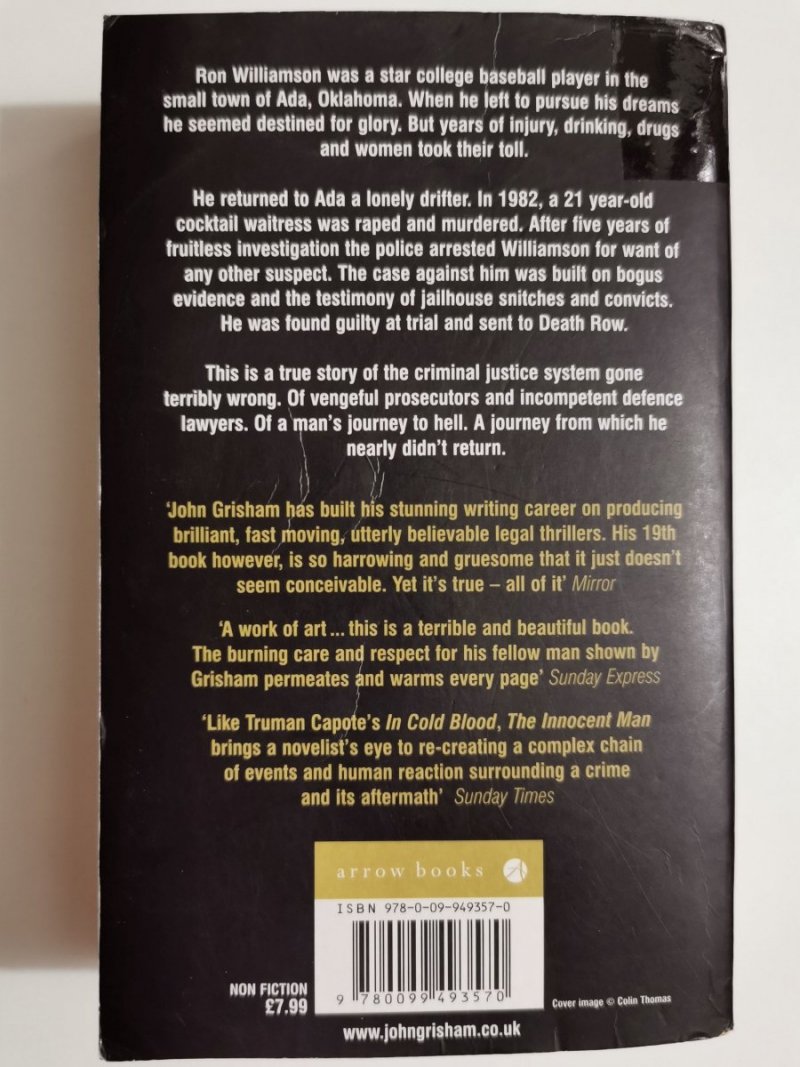 Ron Williamson was a star college baseball player in the
small town of Ada, Oklahoma. When he left to pursue his dreams
he seemed destined for glory. But years of injury, drinking, drugs
and women took their toll.
He returned to Ada a lonely drifter. In 1982, a 21 year-old
cocktail waitress was raped and murdered. After five years of
fruitless investigation the police arrested Williamson for want of
any other suspect. The case against him was built on bogus
evidence and the testimony of jailhouse snitches and convicts.
He was found guilty at trial and sent to Death Row.
This is a true story of the criminal justice system gone
terribly wrong. Of vengeful prosecutors and incompetent defence
lawyers. Of a man's journey to hell. A journey from which he
nearly didn't return.
'John Grisham has built his stunning writing career on producing
brilliant, fast moving, utterly believable legal thrillers. His 19th
book however, is so harrowing and gruesome that it just doesn't
seem conceivable. Yet it's true – all of it' Mirror
'A work of art ... this is a terrible and beautiful book.
The burning care and respect for his fellow man shown by
Grisham permeates and warms every page' Sunday Express
'Like Truman Capote's In Cold Blood, The Innocent Man
brings a novelist's eye to re-creating a complex chain
of events and human reaction surrounding a crime
and its aftermath' Sunday Times
arrow books
ISBN 978-0-09-949357-0
9 780099 493570
NON FICTION
£7.99
Cover image © Colin Thomas
www.johngrisham.co.uk